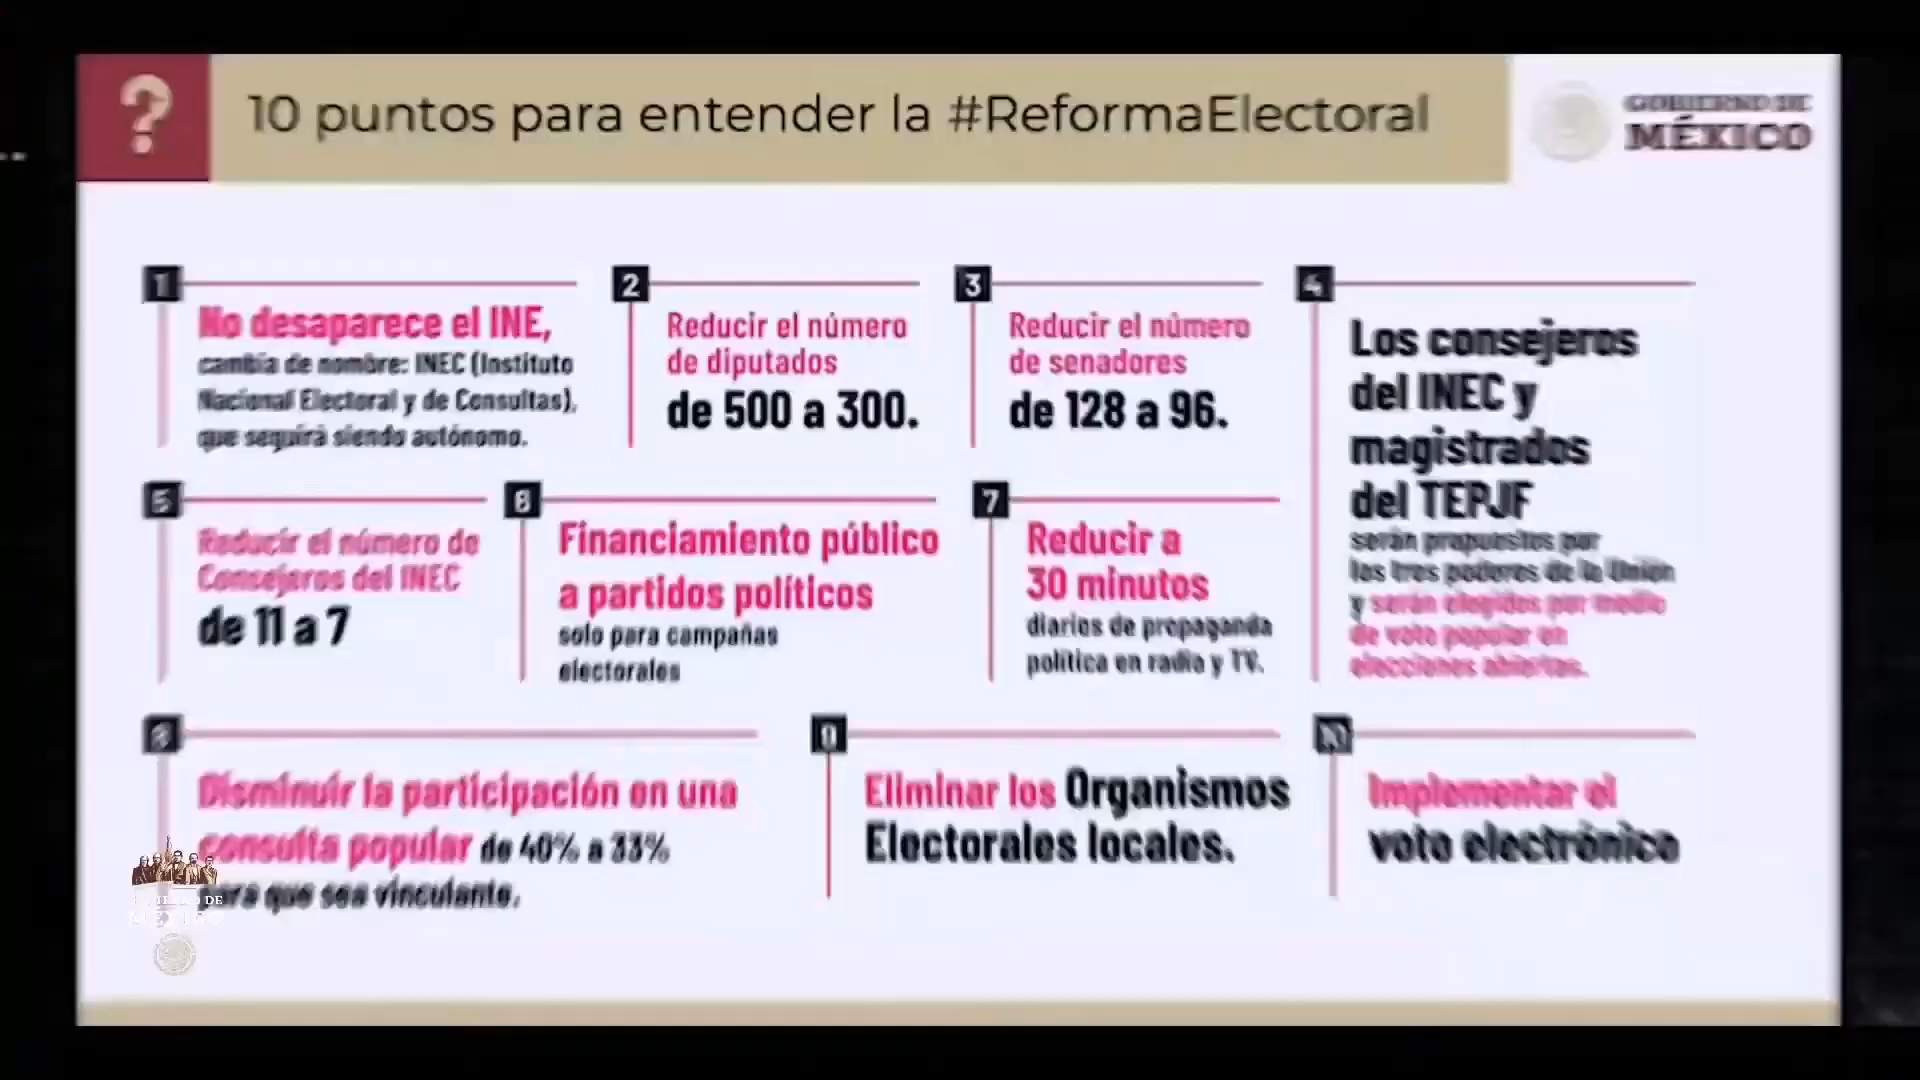 ?
10 puntos para entender la #ReformaElectoral
GOBIERNO DE
MÉXICO
1
No desaparece el INE,
cambia de nombre: INEC (Instituto
Nacional Electoral y de Consultas),
que seguirá siendo autónomo.
2
Reducir el número
de diputados
de 500 a 300.
3
Reducir el número
de senadores
de 128 a 96.
4
Los consejeros
del INEC y
magistrados
del TEPJF
serán propuestos por
los tres poderes de la Unión
y serán elegidos por medio
de voto popular en
elecciones abiertas.
5
Reducir el número de
Consejeros del INEC
de 11 a 7
6
Financiamiento público
a partidos políticos
solo para campañas
electorales
7
Reducir a
30 minutos
diarios de propaganda
política en radio y TV.
8
Disminuir la participación en una
consulta popular de 40% a 33%
para que sea vinculante.
9
Eliminar los Organismos
Electorales locales.
10
Implementar el
voto electrónico
GOBIERNO DE
MÉXICO